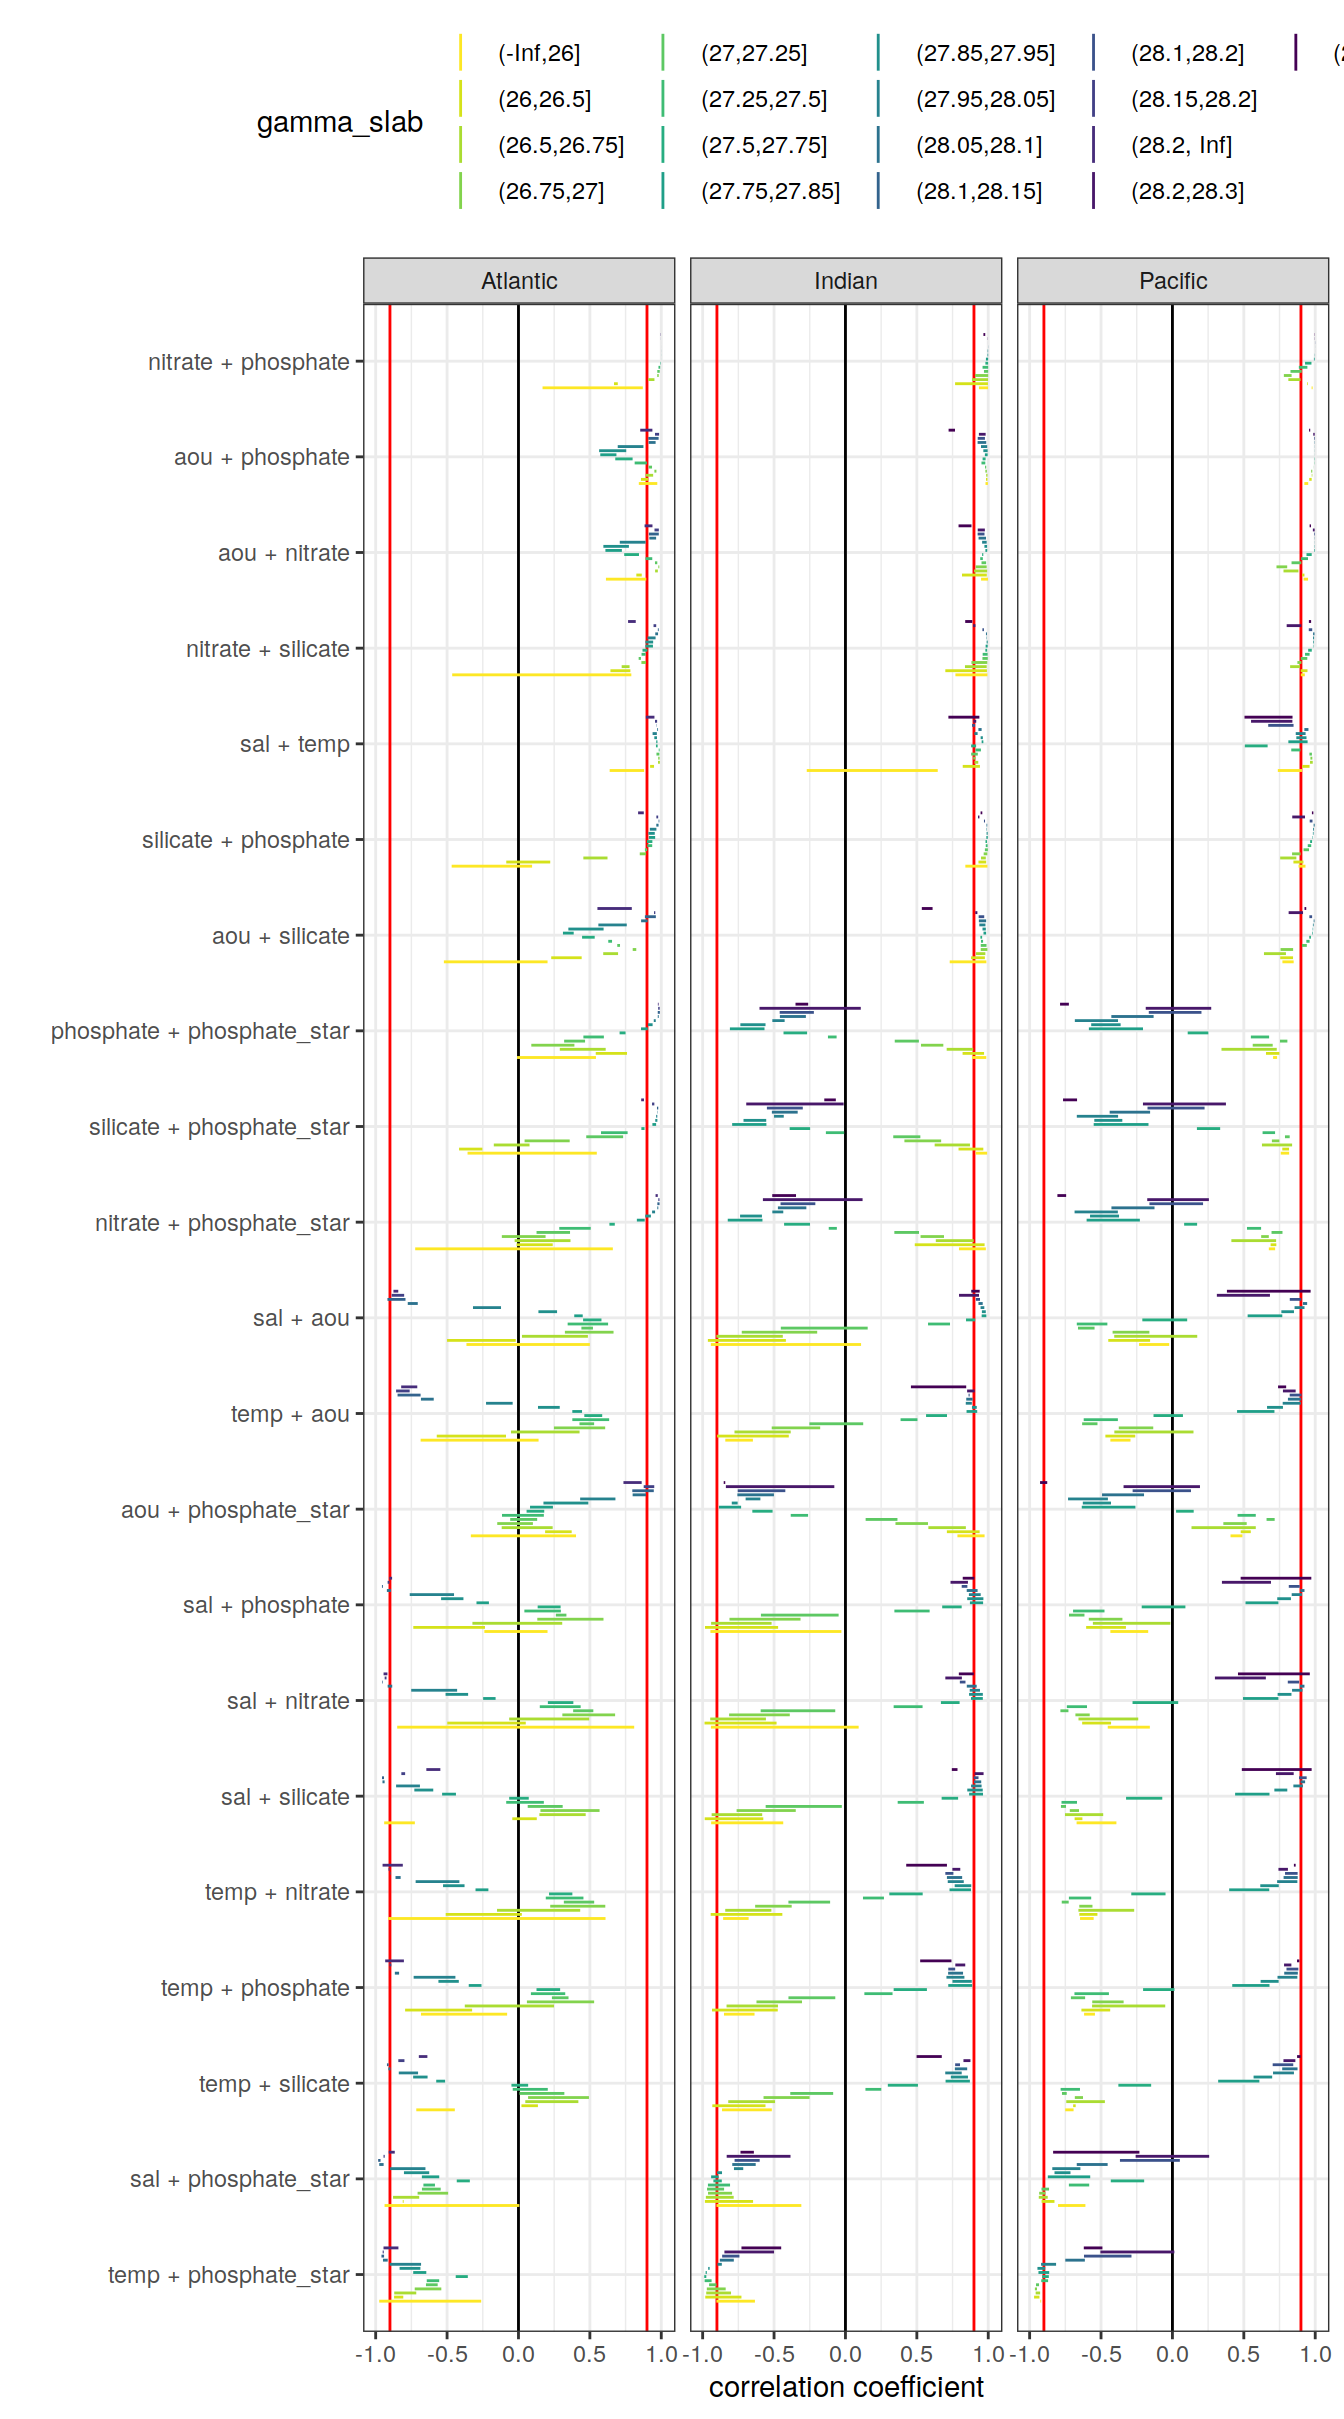 gamma_slab
(-Inf,26] (27,27.25] (27.85,27.95] (28.1,28.2]
(26,26.5] (27.25,27.5] (27.95,28.05] (28.15,28.2]
(26.5,26.75] (27.5,27.75] (28.05,28.1] (28.2, Inf]
(26.75,27] (27.75,27.85] (28.1,28.15] (28.2,28.3]
Atlantic Indian Pacific
nitrate + phosphate
aou + phosphate
aou + nitrate
nitrate + silicate
sal + temp
silicate + phosphate
aou + silicate
phosphate + phosphate_star
silicate + phosphate_star
nitrate + phosphate_star
sal + aou
temp + aou
aou + phosphate_star
sal + phosphate
sal + nitrate
sal + silicate
temp + nitrate
temp + phosphate
temp + silicate
sal + phosphate_star
temp + phosphate_star
-1.0 -0.5 0.0 0.5 1.0 -1.0 -0.5 0.0 0.5 1.0 -1.0 -0.5 0.0 0.5 1.0
correlation coefficient